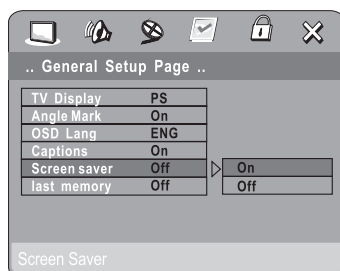 .. General Setup Page ..
TV Display PS
Angle Mark On
OSD Lang ENG
Captions On
Screen saver Off On
last memory Off Off
Screen Saver